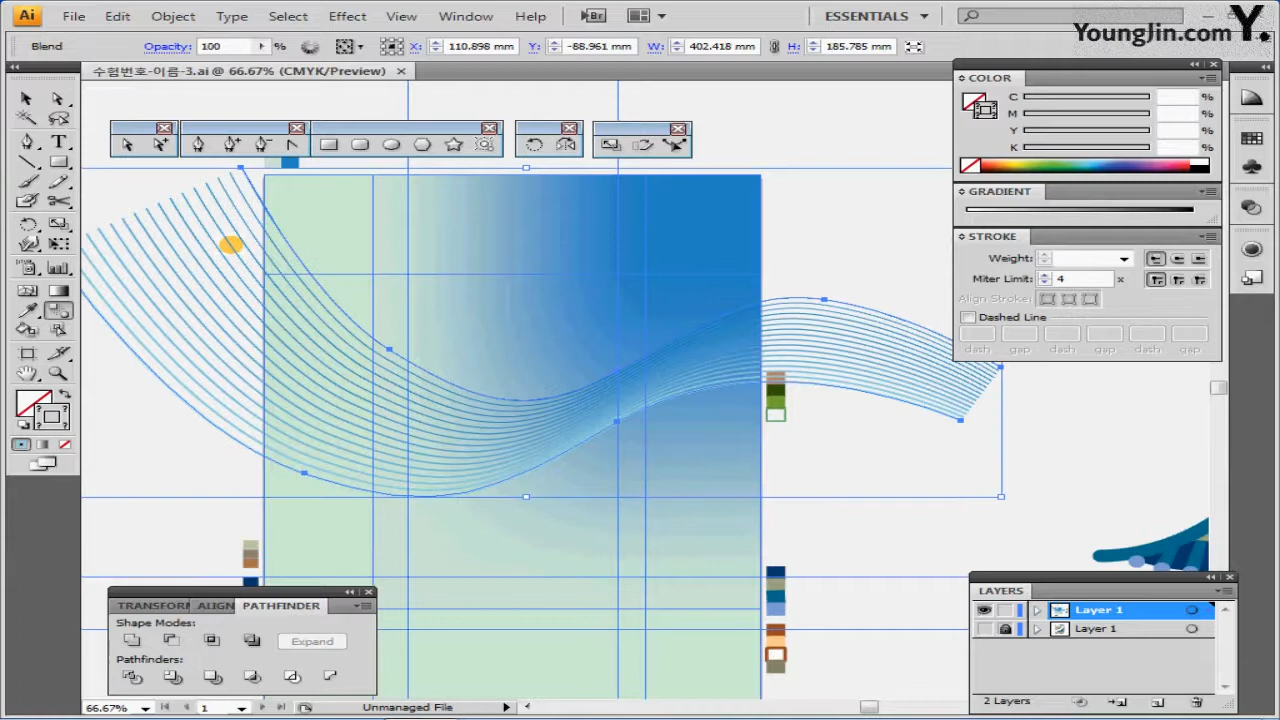 Ai File Edit Object Type Select Effect View Window Help Br ESSENTIALS
YoungJin.com Y.
Blend Opacity: 100 % X: 110.898 mm Y: -88.961 mm W: 402.418 mm H: 185.785 mm
수험번호-이름-3.ai @ 66.67% (CMYK/Preview)
COLOR
C %
M %
Y %
K %
GRADIENT
STROKE
Weight:
Miter Limit: 4 x
Align Stroke:
Dashed Line
dash gap dash gap dash gap
TRANSFORM ALIGN PATHFINDER
Shape Modes:
Expand
Pathfinders:
LAYERS
Layer 1
Layer 1
2 Layers
66.67% 1 Unmanaged File